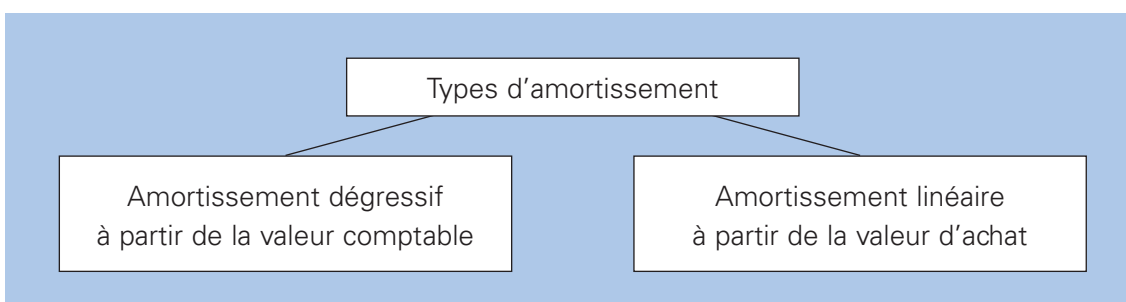 Types d’amortissement
Amortissement dégressif
à partir de la valeur comptable
Amortissement linéaire
à partir de la valeur d’achat